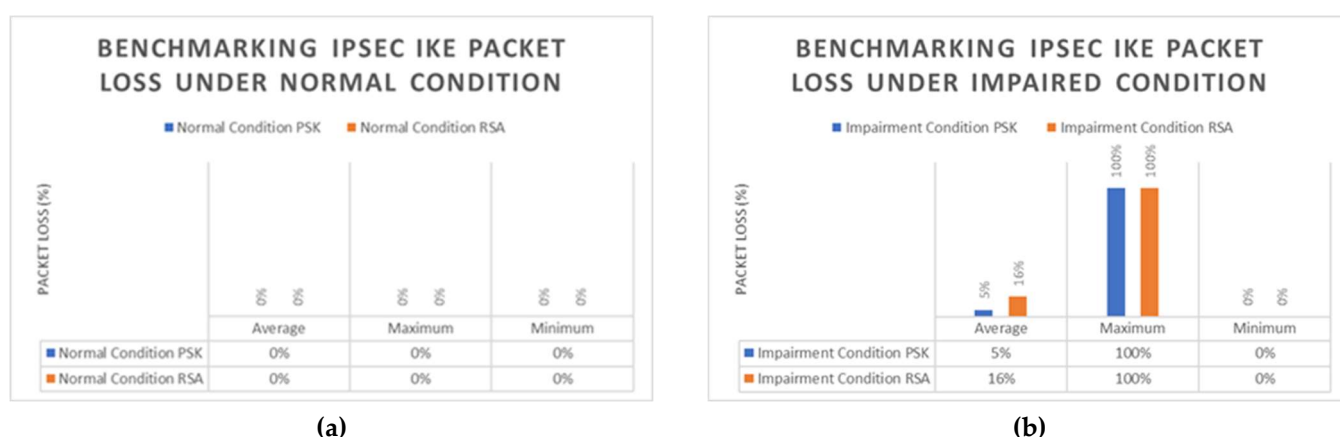 BENCHMARKING IPSEC IKE PACKET
LOSS UNDER NORMAL CONDITION
Normal Condition PSK Normal Condition RSA
PACKET LOSS (%)
0% 0% 0% 0% 0% 0%
Average Maximum Minimum
Normal Condition PSK 0% 0% 0%
Normal Condition RSA 0% 0% 0%
(a)
BENCHMARKING IPSEC IKE PACKET
LOSS UNDER IMPAIRED CONDITION
Impairment Condition PSK Impairment Condition RSA
PACKET LOSS (%)
5% 16% 100% 100% 0% 0%
Average Maximum Minimum
Impairment Condition PSK 5% 100% 0%
Impairment Condition RSA 16% 100% 0%
(b)